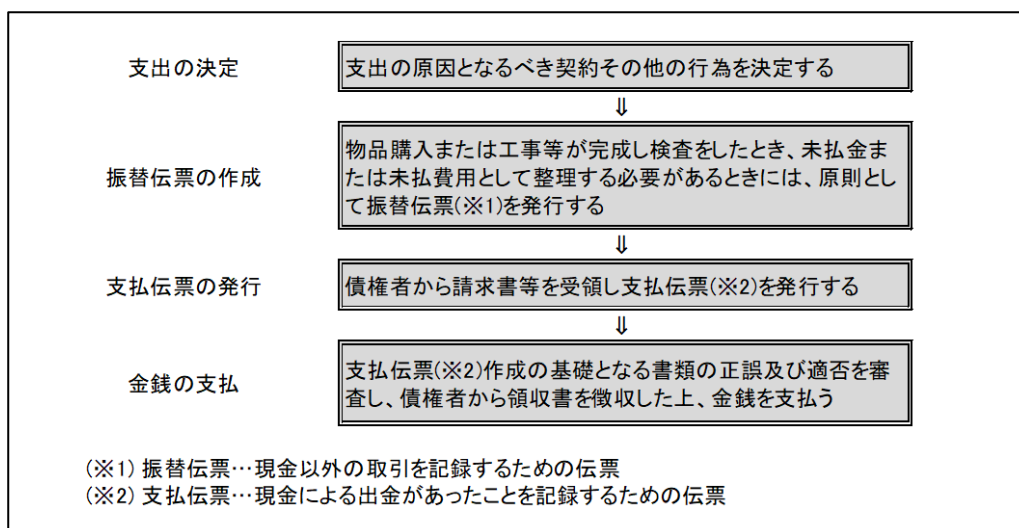 支出の決定
支出の原因となるべき契約その他の行為を決定する
⇓
振替伝票の作成
物品購入または工事等が完成し検査をしたとき、未払金ま
たは未払費用として整理する必要があるときには、原則とし
て振替伝票(※1)を発行する
⇓
支払伝票の発行
債権者から請求書等を受領し支払伝票(※2)を発行する
⇓
金銭の支払
支払伝票(※2)作成の基礎となる書類の正誤及び適否を審
査し、債権者から領収書を徴収した上、金銭を支払う
(※1) 振替伝票…現金以外の取引を記録するための伝票
(※2) 支払伝票…現金による出金があったことを記録するための伝票